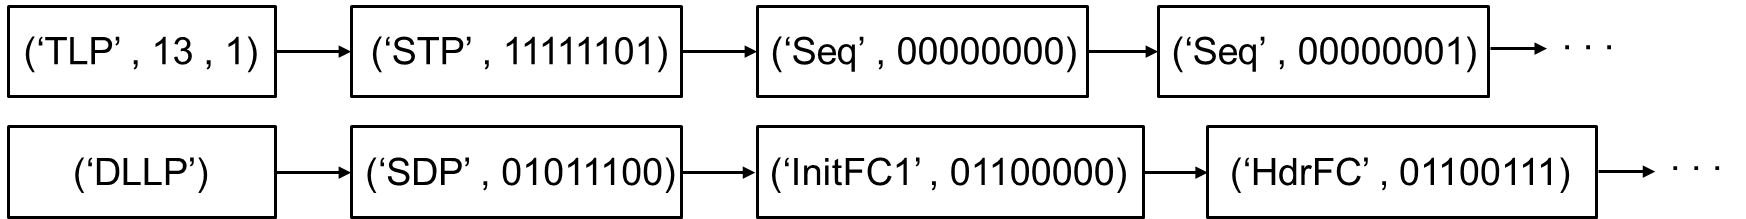 (‘TLP’ , 13 , 1) (‘STP’ , 11111101) (‘Seq’ , 00000000) (‘Seq’ , 00000001) · · ·
(‘DLLP’) (‘SDP’ , 01011100) (‘InitFC1’ , 01100000) (‘HdrFC’ , 01100111) · · ·